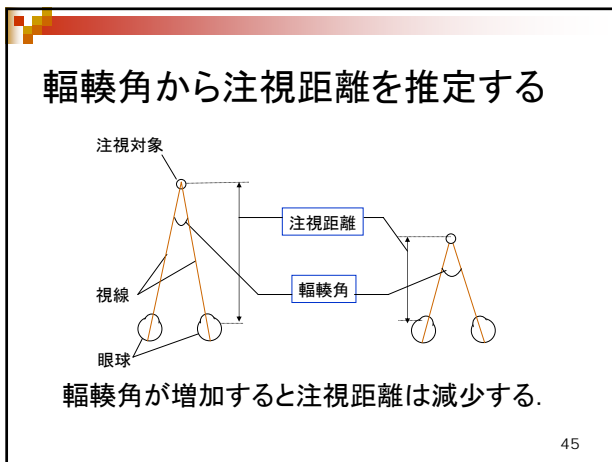 輻輳角から注視距離を推定する
注視対象
注視距離
輻輳角
視線
眼球
輻輳角が増加すると注視距離は減少する.
45